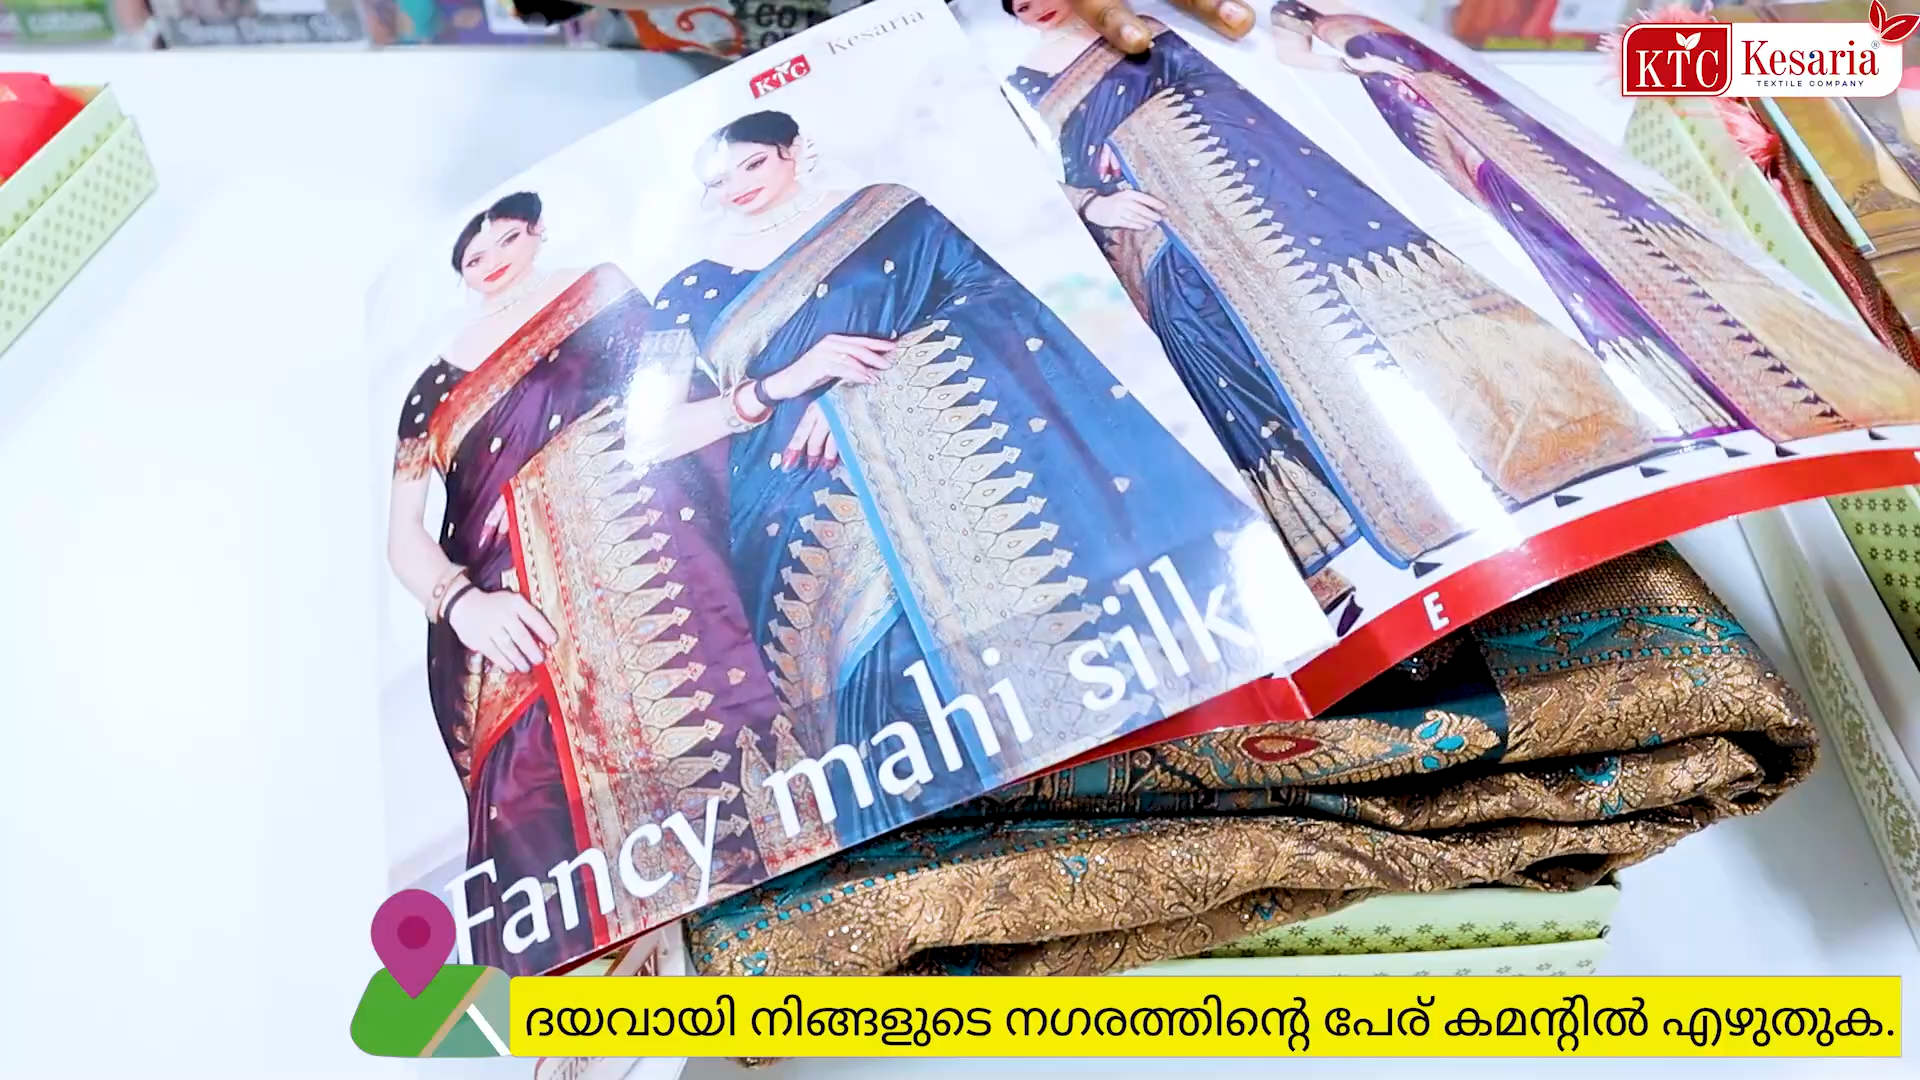 KTC Kesaria
TEXTILE COMPANY
KTC Kesaria
Fancy mahi silk
E
ദയവായി നിങ്ങളുടെ നഗരത്തിന്റെ പേര് കമന്റിൽ എഴുതുക.